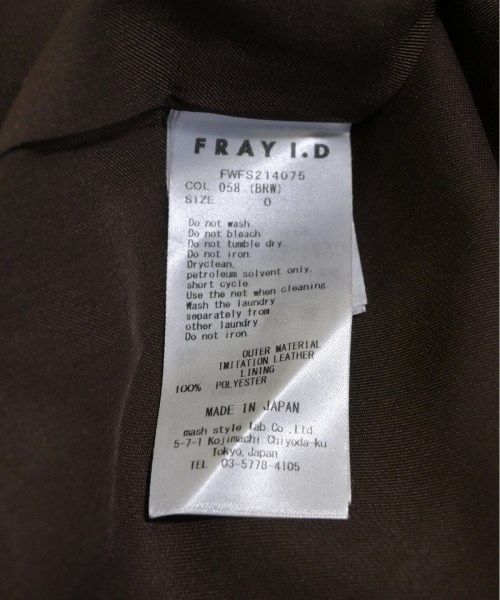 FRAY I.D
FWFS214075
COL 058 (BRW)
SIZE 0
Do not wash
Do not bleach
Do not tumble dry.
Do not iron
Dryclean,
petroleum solvent only.
short cycle.
Use the net when cleaning
Wash the laundry
separately from
other laundry
Do not iron.
OUTER MATERIAL
IMITATION LEATHER
LINING
100% POLYESTER
MADE IN JAPAN
mash style lab Co.,ltd
5-7-1 Kojimachi Chiyoda-ku
Tokyo,Japan
TEL 03-5778-4105